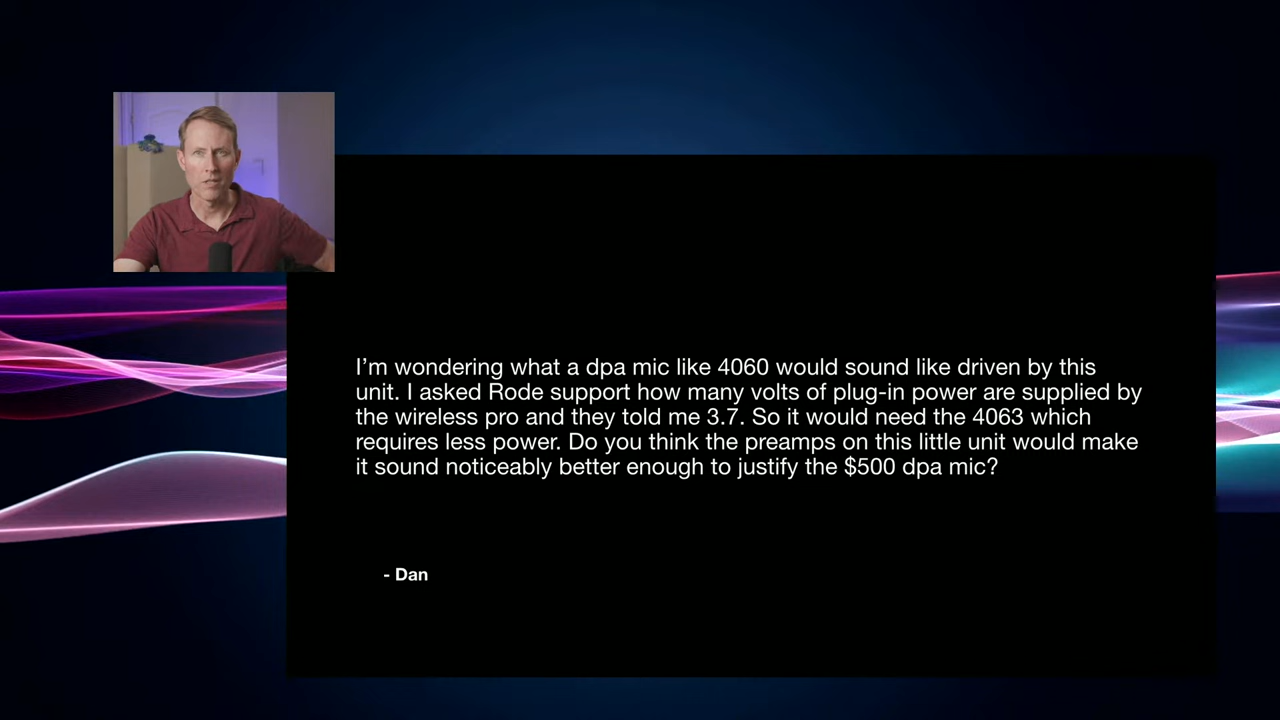 I'm wondering what a dpa mic like 4060 would sound like driven by this
unit. I asked Rode support how many volts of plug-in power are supplied by
the wireless pro and they told me 3.7. So it would need the 4063 which
requires less power. Do you think the preamps on this little unit would make
it sound noticeably better enough to justify the $500 dpa mic?
- Dan